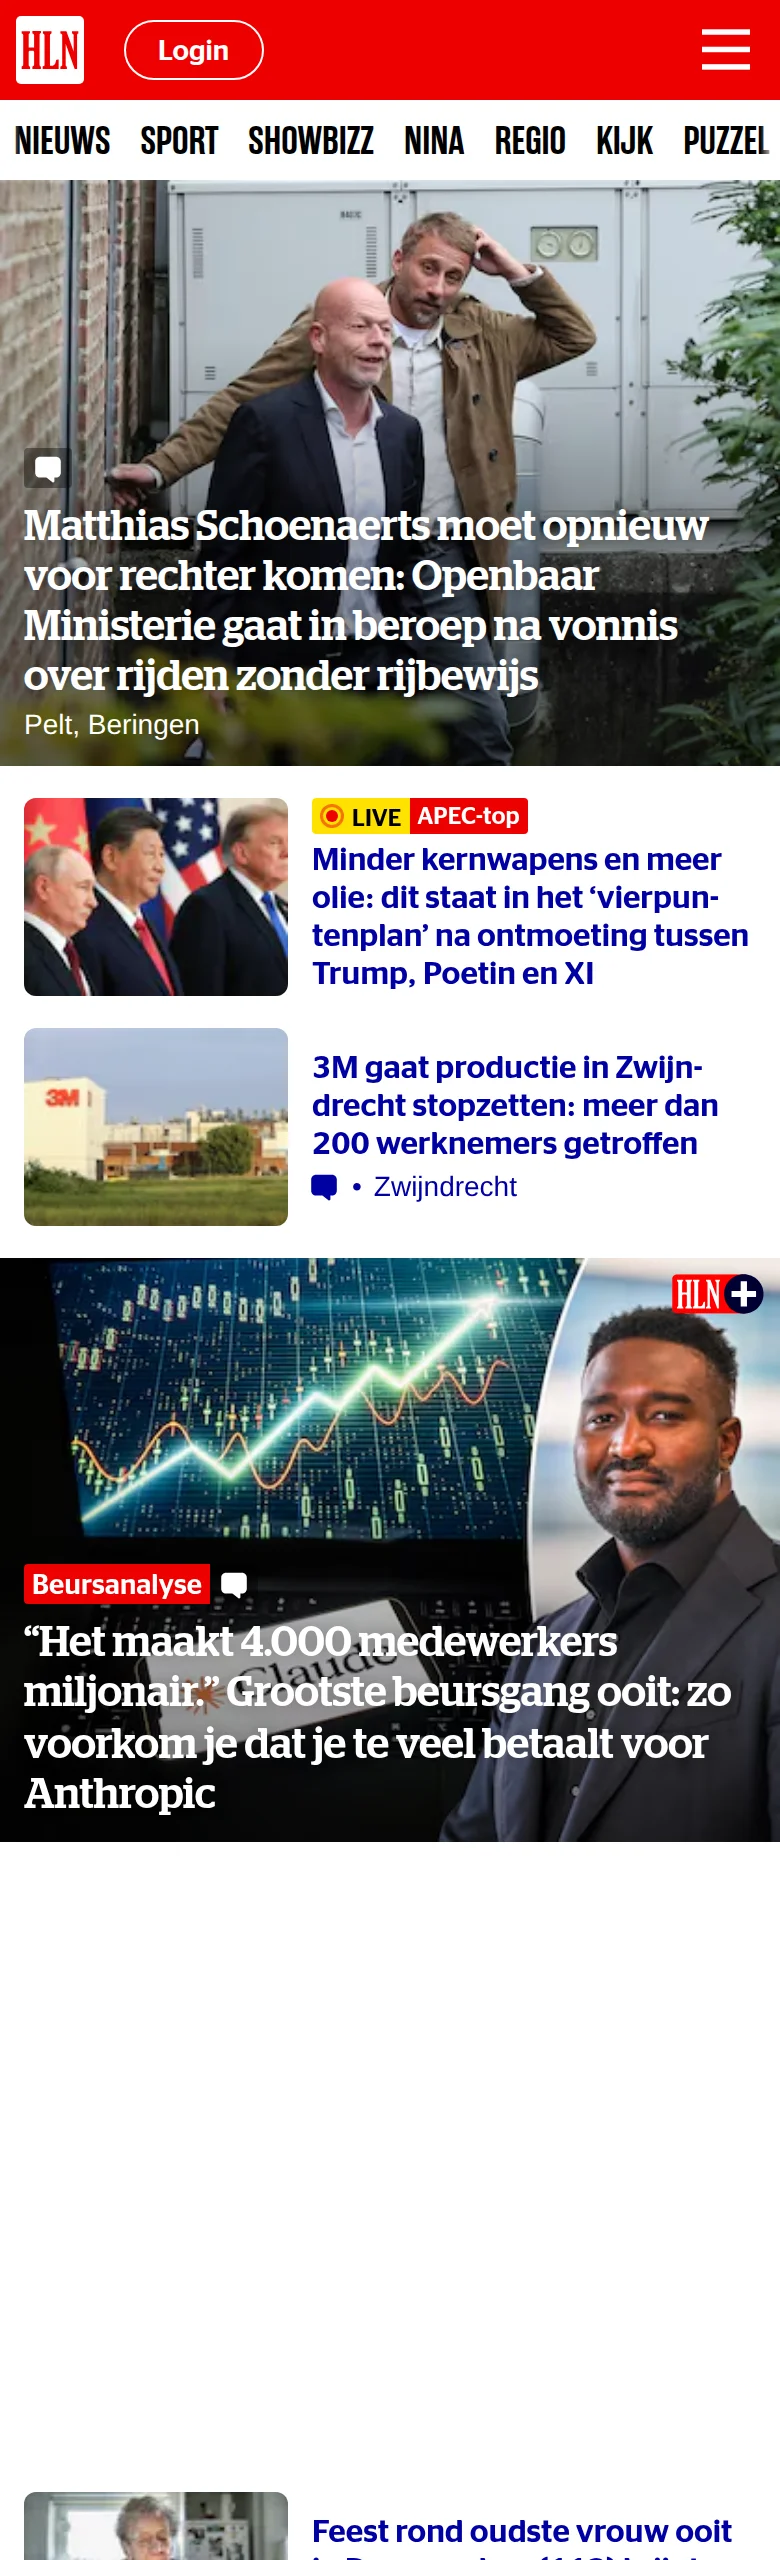 HLN
Login
NIEUWS SPORT SHOWBIZZ NINA REGIO KIJK PUZZEL
Matthias Schoenaerts moet opnieuw
voor rechter komen: Openbaar
Ministerie gaat in beroep na vonnis
over rijden zonder rijbewijs
Pelt, Beringen
LIVE APEC-top
Minder kernwapens en meer
olie: dit staat in het ‘vierpun-
tenplan’ na ontmoeting tussen
Trump, Poetin en XI
3M
3M gaat productie in Zwijn-
drecht stopzetten: meer dan
200 werknemers getroffen
• Zwijndrecht
HLN+
Beursanalyse
Claude
“Het maakt 4.000 medewerkers
miljonair.” Grootste beursgang ooit: zo
voorkom je dat je te veel betaalt voor
Anthropic
Feest rond oudste vrouw ooit